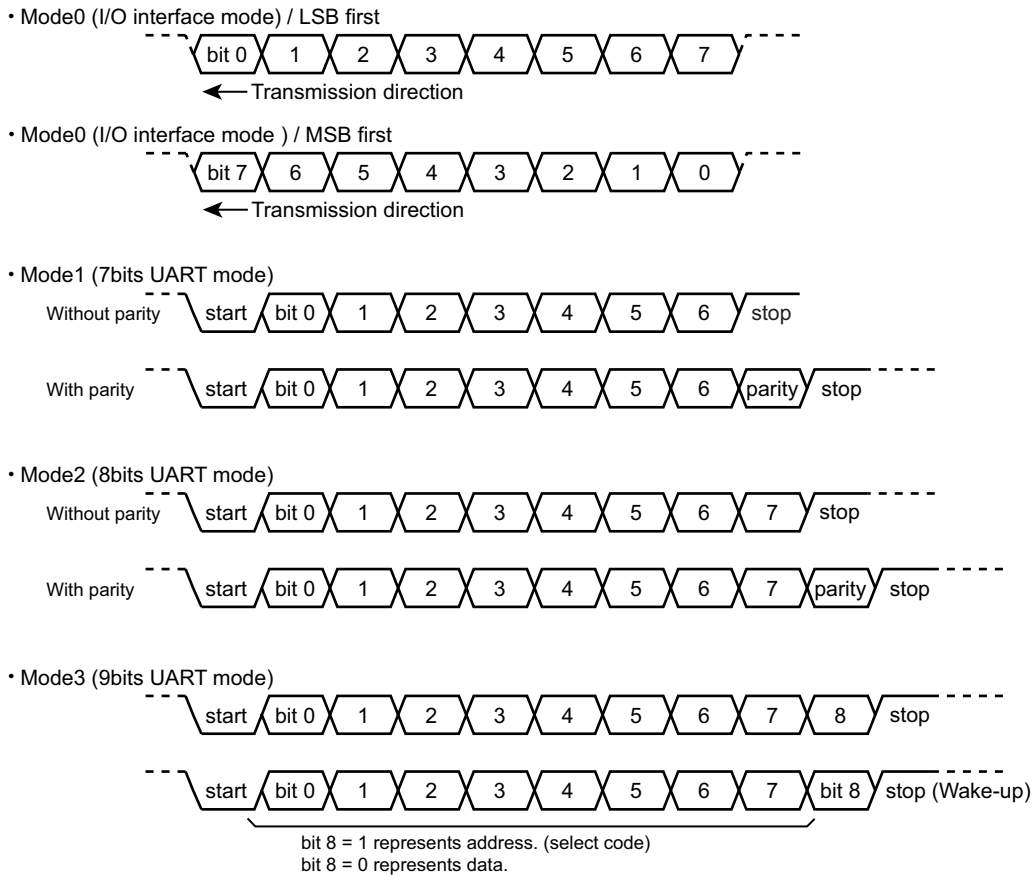 ・Mode0 (I/O interface mode) / LSB first
bit 0 1 2 3 4 5 6 7
Transmission direction
・Mode0 (I/O interface mode ) / MSB first
bit 7 6 5 4 3 2 1 0
Transmission direction
・Mode1 (7bits UART mode)
Without parity start bit 0 1 2 3 4 5 6 stop
With parity start bit 0 1 2 3 4 5 6 parity stop
・Mode2 (8bits UART mode)
Without parity start bit 0 1 2 3 4 5 6 7 stop
With parity start bit 0 1 2 3 4 5 6 7 parity stop
・Mode3 (9bits UART mode)
start bit 0 1 2 3 4 5 6 7 8 stop
start bit 0 1 2 3 4 5 6 7 bit 8 stop (Wake-up)
bit 8 = 1 represents address. (select code)
bit 8 = 0 represents data.